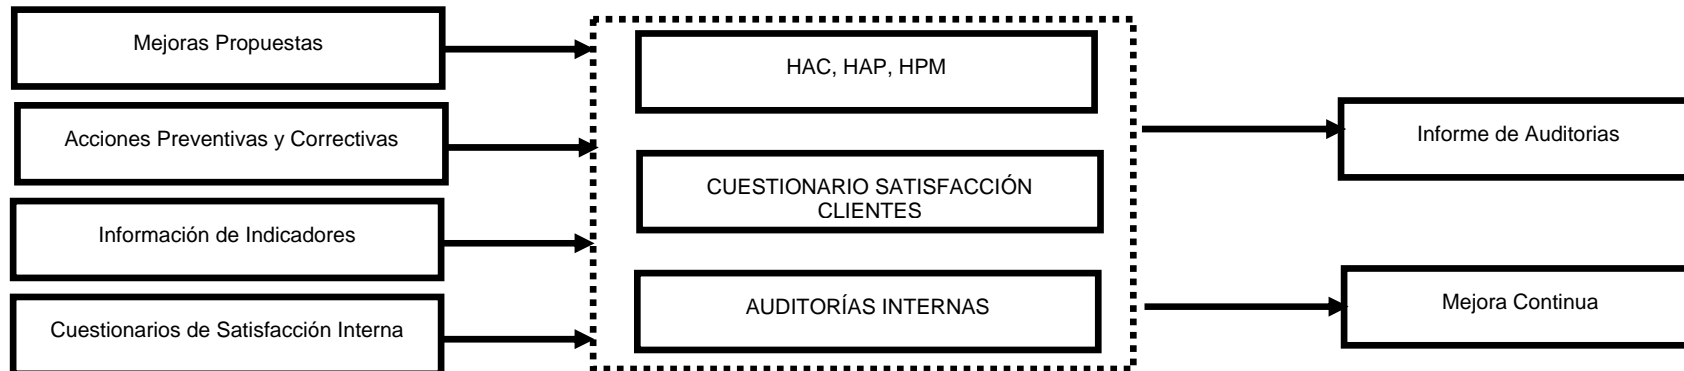 Mejoras Propuestas
Acciones Preventivas y Correctivas
Información de Indicadores
Cuestionarios de Satisfacción Interna
HAC, HAP, HPM
CUESTIONARIO SATISFACCIÓN
CLIENTES
AUDITORÍAS INTERNAS
Informe de Auditorias
Mejora Continua